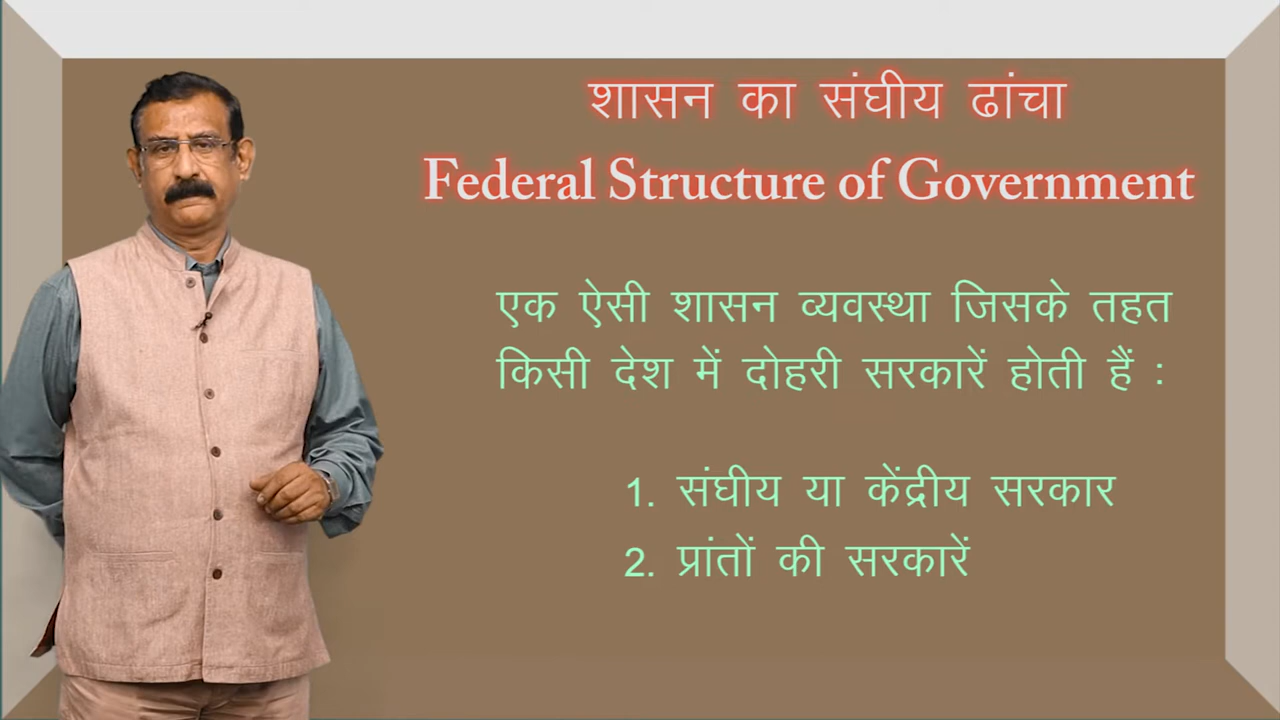 शासन का संघीय ढांचा
Federal Structure of Government
एक ऐसी शासन व्यवस्था जिसके तहत
किसी देश में दोहरी सरकारें होती हैं :
1. संघीय या केंद्रीय सरकार
2. प्रांतों की सरकारें